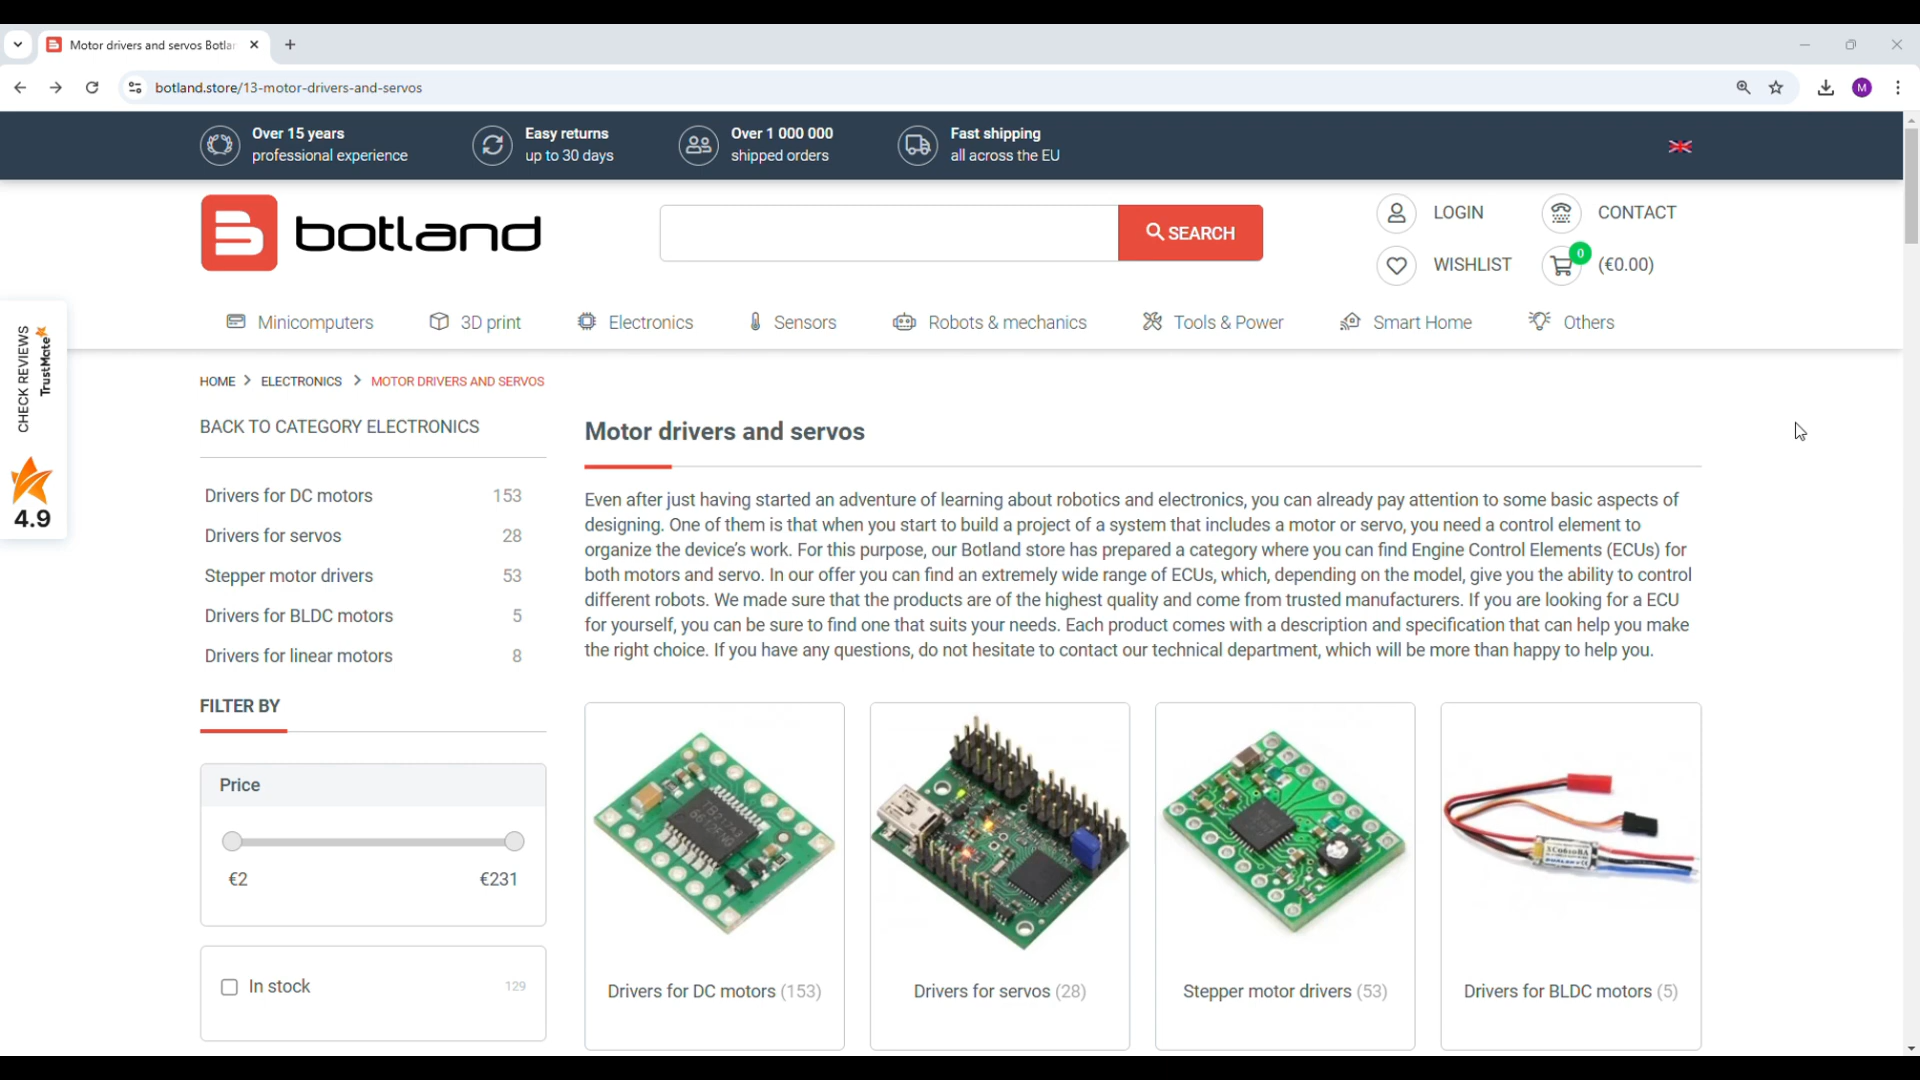 Motor drivers and servos Botla
botland.store/13-motor-drivers-and-servos
M
Over 15 years
professional experience
Easy returns
up to 30 days
Over 1 000 000
shipped orders
Fast shipping
all across the EU
botland
SEARCH
LOGIN
CONTACT
WISHLIST
0
(€0.00)
Minicomputers
3D print
Electronics
Sensors
Robots & mechanics
Tools & Power
Smart Home
Others
CHECK REVIEWS
TrustMate
4.9
HOME
ELECTRONICS
MOTOR DRIVERS AND SERVOS
BACK TO CATEGORY ELECTRONICS
Drivers for DC motors 153
Drivers for servos 28
Stepper motor drivers 53
Drivers for BLDC motors 5
Drivers for linear motors 8
FILTER BY
Price
€2 €231
In stock 129
Motor drivers and servos
Even after just having started an adventure of learning about robotics and electronics, you can already pay attention to some basic aspects of
designing. One of them is that when you start to build a project of a system that includes a motor or servo, you need a control element to
organize the device's work. For this purpose, our Botland store has prepared a category where you can find Engine Control Elements (ECUs) for
both motors and servo. In our offer you can find an extremely wide range of ECUs, which, depending on the model, give you the ability to control
different robots. We made sure that the products are of the highest quality and come from trusted manufacturers. If you are looking for a ECU
for yourself, you can be sure to find one that suits your needs. Each product comes with a description and specification that can help you make
the right choice. If you have any questions, do not hesitate to contact our technical department, which will be more than happy to help you.
Drivers for DC motors (153)
Drivers for servos (28)
Stepper motor drivers (53)
Drivers for BLDC motors (5)